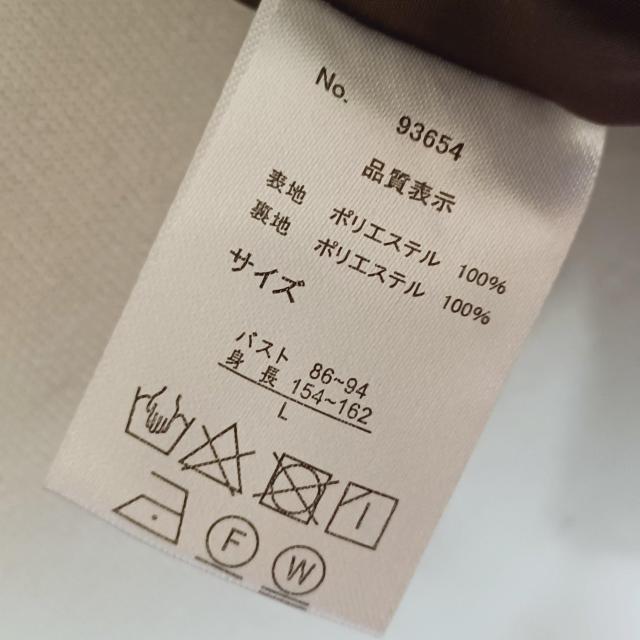 No. 93654
品質表示
表地 ポリエステル 100%
裏地 ポリエステル 100%
サイズ
バスト 86~94
身長 154~162
L
F W